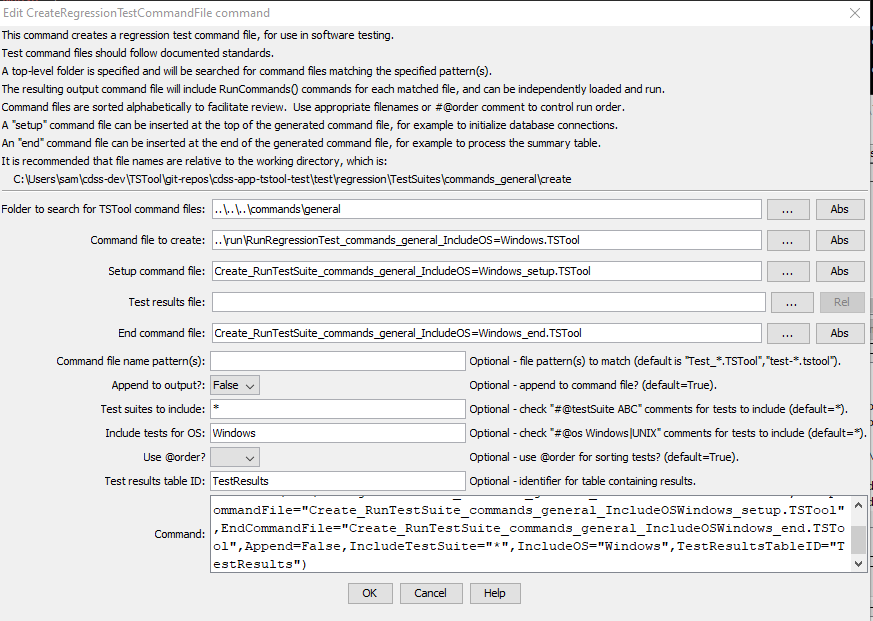 Edit CreateRegressionTestCommandFile command
This command creates a regression test command file, for use in software testing.
Test command files should follow documented standards.
A top-level folder is specified and will be searched for command files matching the specified pattern(s).
The resulting output command file will include RunCommands() commands for each matched file, and can be independently loaded and run.
Command files are sorted alphabetically to facilitate review.  Use appropriate filenames or #@order comment to control run order.
A "setup" command file can be inserted at the top of the generated command file, for example to initialize database connections.
An "end" command file can be inserted at the end of the generated command file, for example to process the summary table.
It is recommended that file names are relative to the working directory, which is:
C:\Users\sam\cdss-dev\TSTool\git-repos\cdss-app-tstool-test\test\regression\TestSuites\commands_general\create
Folder to search for TSTool command files: ..\..\..\commands\general ... Abs
Command file to create: ..\run\RunRegressionTest_commands_general_IncludeOS=Windows.TSTool ... Abs
Setup command file: Create_RunTestSuite_commands_general_IncludeOS=Windows_setup.TSTool ... Abs
Test results file: ... Rel
End command file: Create_RunTestSuite_commands_general_IncludeOS=Windows_end.TSTool ... Abs
Command file name pattern(s): Optional - file pattern(s) to match (default is "Test_*.TSTool","test-*.tstool").
Append to output?: False Optional - append to command file? (default=True).
Test suites to include: * Optional - check "#@testSuite ABC" comments for tests to include (default=*).
Include tests for OS: Windows Optional - check "#@os Windows|UNIX" comments for tests to include (default=*).
Use @order? Optional - use @order for sorting tests? (default=True).
Test results table ID: TestResults Optional - identifier for table containing results.
Command:
ommandFile="Create_RunTestSuite_commands_general_IncludeOSWindows_setup.TSTool"
,EndCommandFile="Create_RunTestSuite_commands_general_IncludeOSWindows_end.TSTo
ol",Append=False,IncludeTestSuite="*",IncludeOS="Windows",TestResultsTableID="T
estResults")
OK Cancel Help